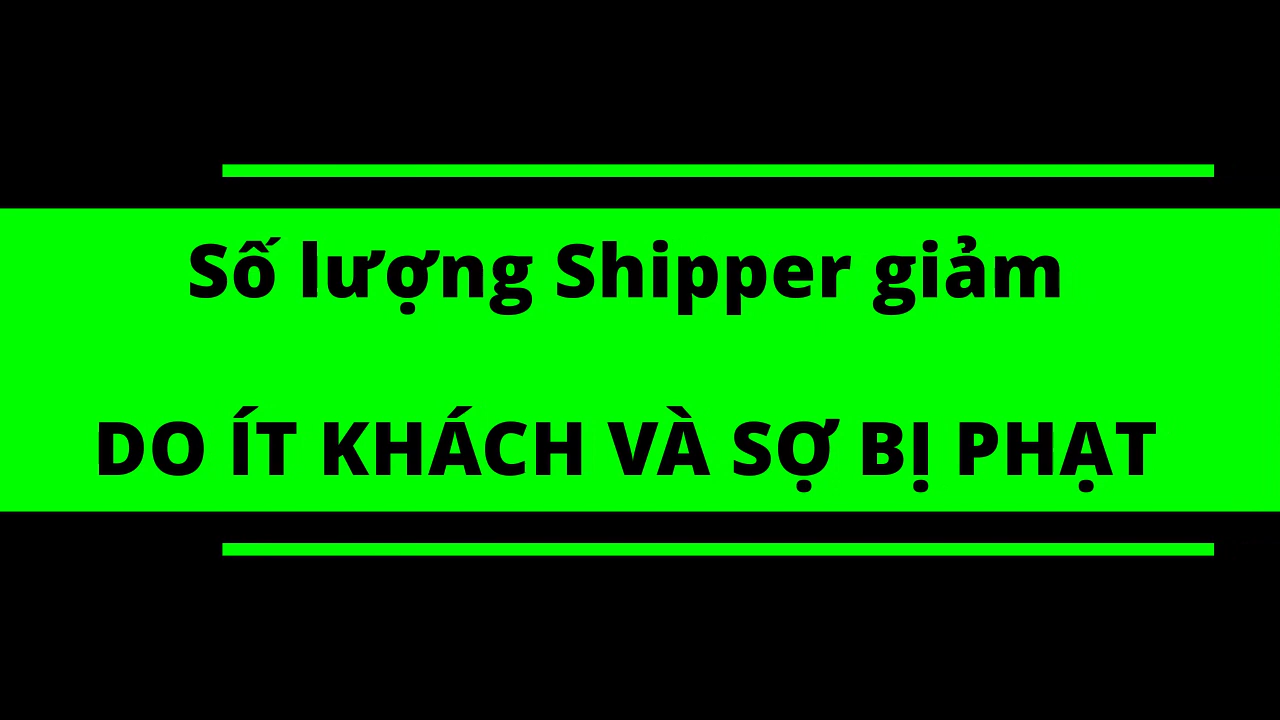 Số lượng Shipper giảm
DO ÍT KHÁCH VÀ SỢ BỊ PHẠT